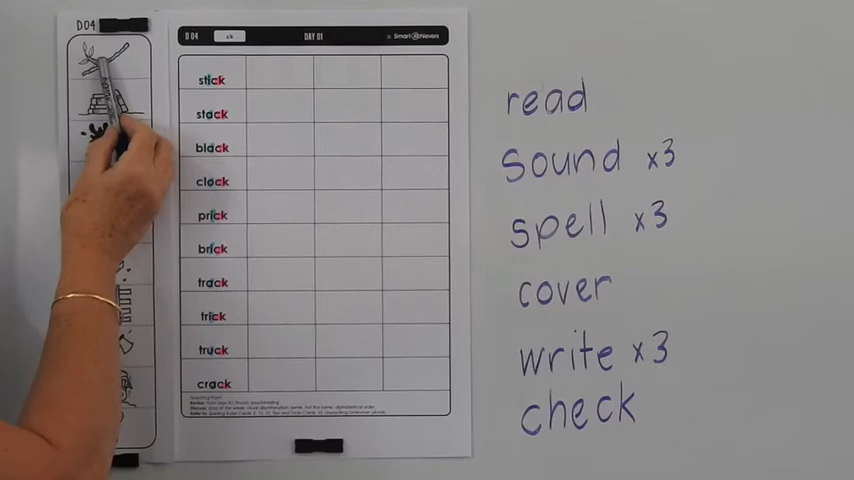 D04
D 04 ck DAY 01 Smart Achievers
stick
stack
black
clock
prick
brick
track
trick
truck
crack
read
sound x3
spell x3
cover
write x3
check